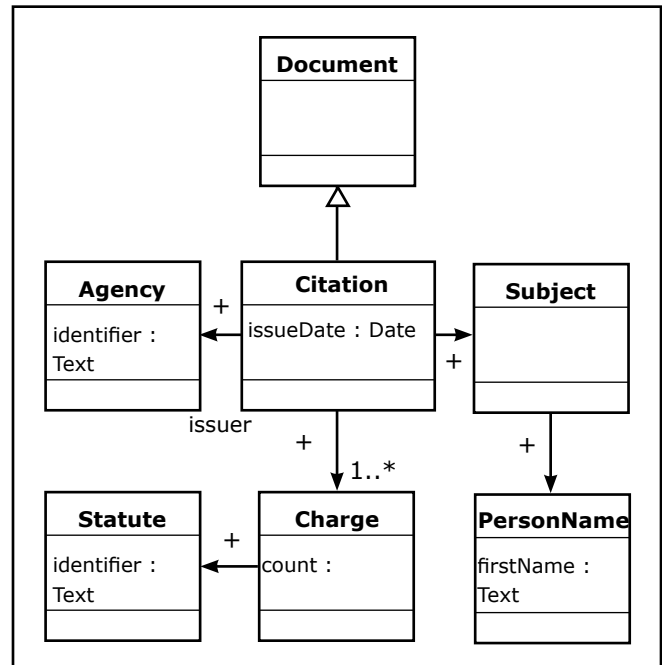 Document
Agency
identifier :
Text
+
Citation
issueDate : Date
+
Subject
issuer
+
1..*
+
Statute
identifier :
Text
+
Charge
count :
PersonName
firstName :
Text